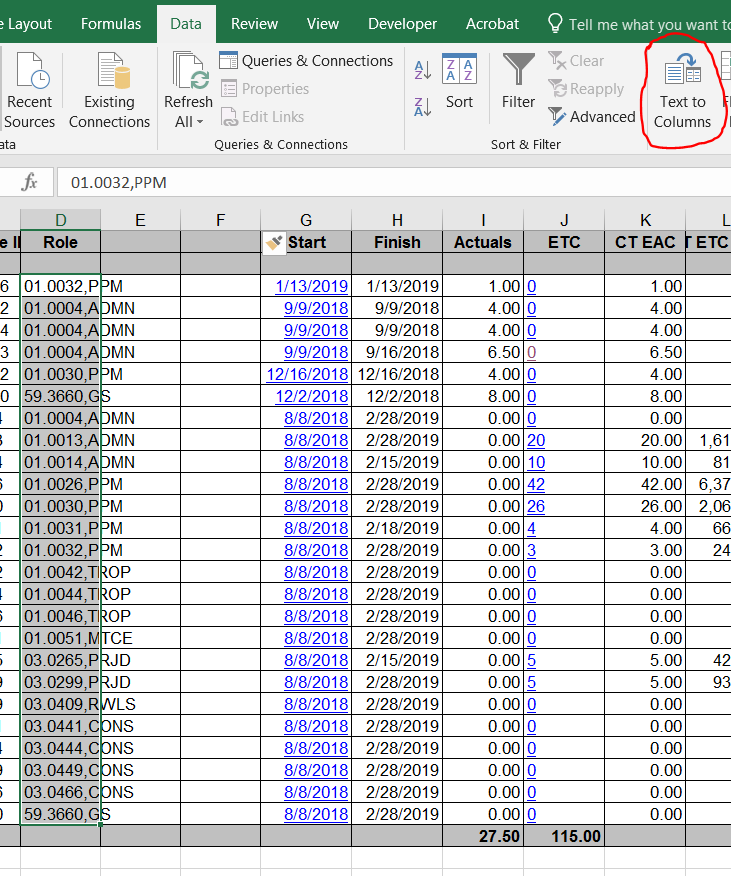 e Layout Formulas Data Review View Developer Acrobat Tell me what you want to
Recent Sources
Existing Connections
Refresh All
Queries & Connections
Properties
Edit Links
Sort
Filter
Clear
Reapply
Advanced
Text to Columns
ata Queries & Connections Sort & Filter
fx 01.0032,PPM
D E F G H I J K L
Role Start Finish Actuals ETC CT EAC ETC
6 01.0032,PPM 1/13/2019 1/13/2019 1.00 0 1.00
2 01.0004,ADMN 9/9/2018 9/9/2018 4.00 0 4.00
4 01.0004,ADMN 9/9/2018 9/9/2018 4.00 0 4.00
3 01.0004,ADMN 9/9/2018 9/16/2018 6.50 0 6.50
2 01.0030,PPM 12/16/2018 12/16/2018 4.00 0 4.00
0 59.3660,GS 12/2/2018 12/2/2018 8.00 0 8.00
01.0004,ADMN 8/8/2018 2/28/2019 0.00 0 0.00
01.0013,ADMN 8/8/2018 2/28/2019 0.00 20 20.00 1,61
01.0014,ADMN 8/8/2018 2/15/2019 0.00 10 10.00 81
01.0026,PPM 8/8/2018 2/28/2019 0.00 42 42.00 6,37
01.0030,PPM 8/8/2018 2/28/2019 0.00 26 26.00 2,06
01.0031,PPM 8/8/2018 2/18/2019 0.00 4 4.00 66
01.0032,PPM 8/8/2018 2/28/2019 0.00 3 3.00 24
01.0042,TROP 8/8/2018 2/28/2019 0.00 0 0.00
01.0044,TROP 8/8/2018 2/28/2019 0.00 0 0.00
01.0046,TROP 8/8/2018 2/28/2019 0.00 0 0.00
01.0051,MTCE 8/8/2018 2/28/2019 0.00 0 0.00
03.0265,PRJD 8/8/2018 2/15/2019 0.00 5 5.00 42
03.0299,PRJD 8/8/2018 2/28/2019 0.00 5 5.00 93
03.0409,RWLS 8/8/2018 2/28/2019 0.00 0 0.00
03.0441,CONS 8/8/2018 2/28/2019 0.00 0 0.00
03.0444,CONS 8/8/2018 2/28/2019 0.00 0 0.00
03.0449,CONS 8/8/2018 2/28/2019 0.00 0 0.00
03.0466,CONS 8/8/2018 2/28/2019 0.00 0 0.00
59.3660,GS 8/8/2018 2/28/2019 0.00 0 0.00
27.50 115.00